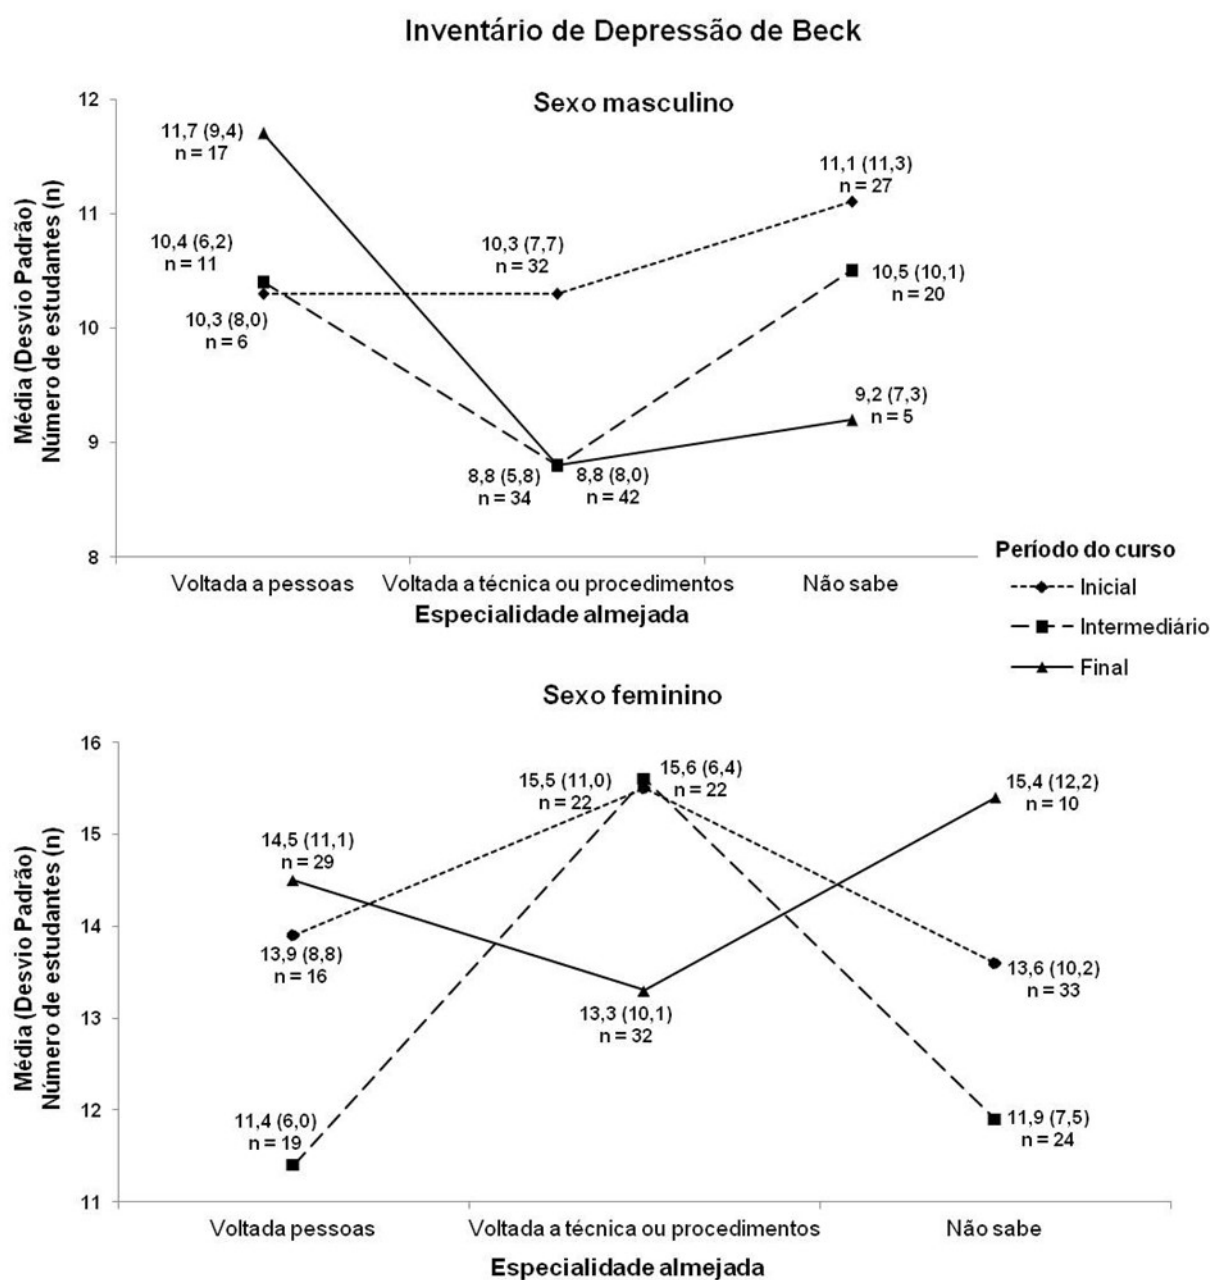 Inventário de Depressão de Beck
Sexo masculino
Média (Desvio Padrão)
Número de estudantes (n)
12
11
10
9
8
11,7 (9,4)
n = 17
10,4 (6,2)
n = 11
10,3 (8,0)
n = 6
10,3 (7,7)
n = 32
8,8 (5,8)
n = 34
8,8 (8,0)
n = 42
11,1 (11,3)
n = 27
10,5 (10,1)
n = 20
9,2 (7,3)
n = 5
Voltada a pessoas
Voltada a técnica ou procedimentos
Não sabe
Especialidade almejada
Período do curso
Inicial
Intermediário
Final
Sexo feminino
Média (Desvio Padrão)
Número de estudantes (n)
16
15
14
13
12
11
14,5 (11,1)
n = 29
13,9 (8,8)
n = 16
11,4 (6,0)
n = 19
15,5 (11,0)
n = 22
15,6 (6,4)
n = 22
13,3 (10,1)
n = 32
15,4 (12,2)
n = 10
13,6 (10,2)
n = 33
11,9 (7,5)
n = 24
Voltada pessoas
Voltada a técnica ou procedimentos
Não sabe
Especialidade almejada